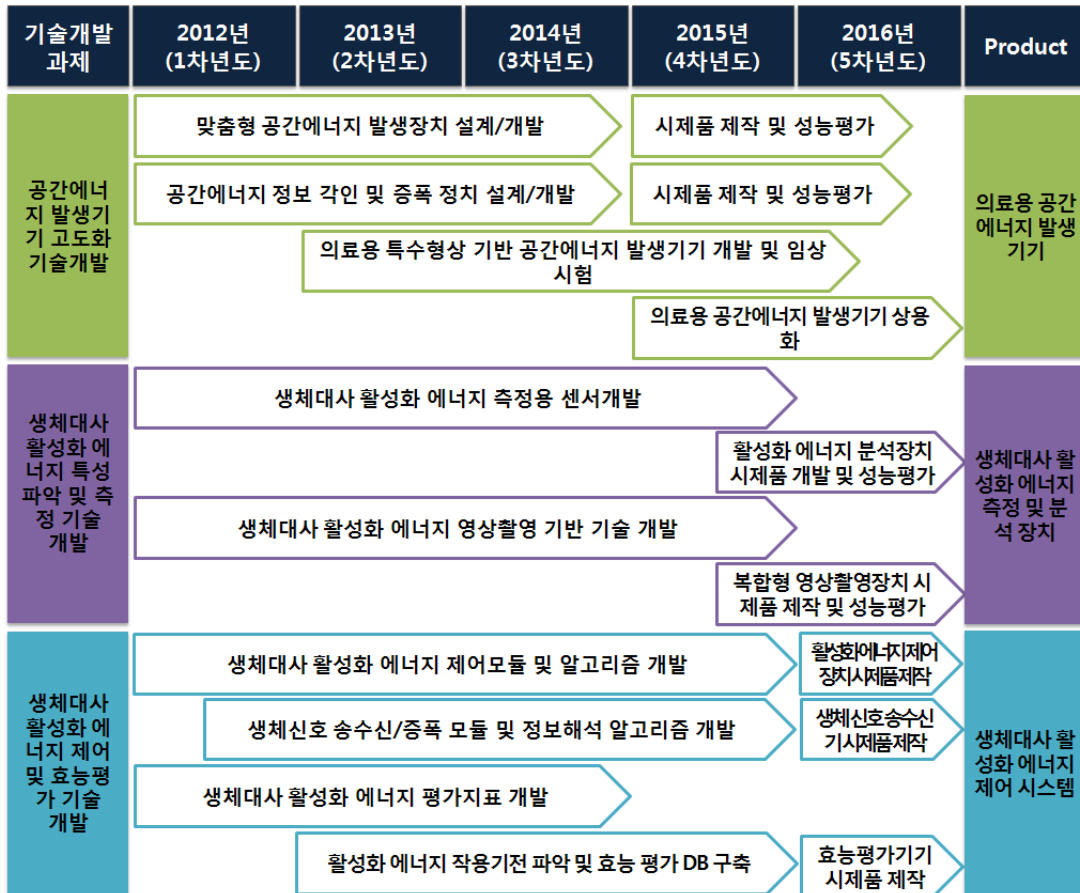 기술개발
과제
2012년
(1차년도)
2013년
(2차년도)
2014년
(3차년도)
2015년
(4차년도)
2016년
(5차년도)
Product
공간에너
지 발생기
기 고도화
기술개발
맞춤형 공간에너지 발생장치 설계/개발
시제품 제작 및 성능평가
공간에너지 정보 각인 및 증폭 정치 설계/개발
시제품 제작 및 성능평가
의료용 특수형상 기반 공간에너지 발생기기 개발 및 임상
시험
의료용 공간에너지 발생기기 상용
화
의료용 공간
에너지 발생
기기
생체대사
활성화 에
너지 특성
파악 및 측
정 기술
개발
생체대사 활성화 에너지 측정용 센서개발
활성화 에너지 분석장치
시제품 개발 및 성능평가
생체대사 활성화 에너지 영상촬영 기반 기술 개발
복합형 영상촬영장치 시
제품 제작 및 성능평가
생체대사 활
성화 에너지
측정 및 분
석 장치
생체대사
활성화 에
너지 제어
및 효능평
가 기술
개발
생체대사 활성화 에너지 제어모듈 및 알고리즘 개발
활성화에너지제어
장치시제품제작
생체신호 송수신/증폭 모듈 및 정보해석 알고리즘 개발
생체신호송수신
기시제품제작
생체대사 활성화 에너지 평가지표 개발
활성화 에너지 작용기전 파악 및 효능 평가 DB 구축
효능평가기기
시제품 제작
생체대사 활
성화 에너지
제어 시스템